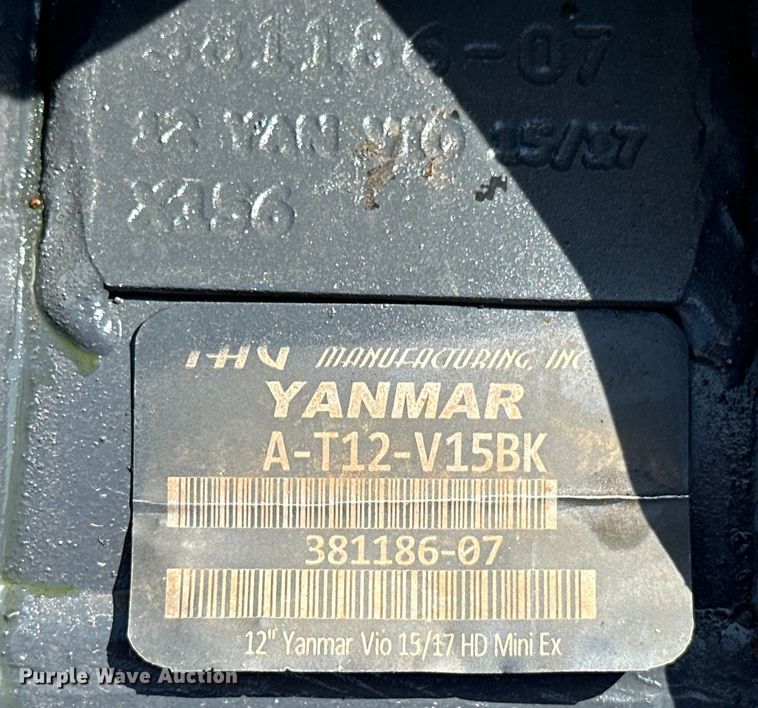 381186-07
12 YAN VIO 15/17
X156
MANUFACTURING, INC
YANMAR
A-T12-V15BK
381186-07
12" Yanmar Vio 15/17 HD Mini Ex
Purple Wave Auction